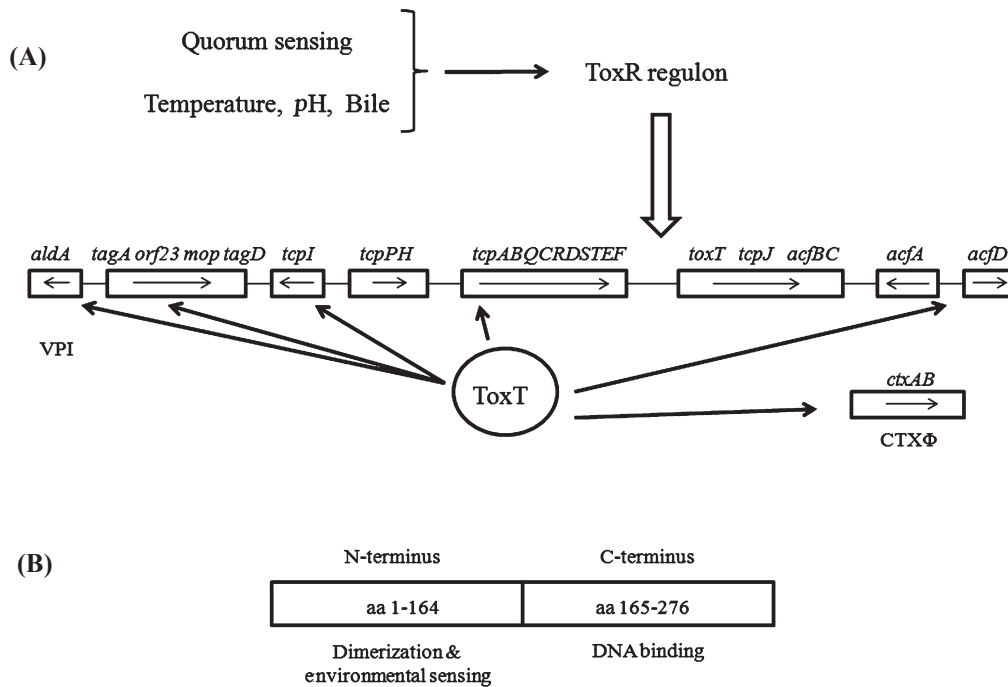 (A)
Quorum sensing
Temperature, pH, Bile
ToxR regulon
aldA tagA orf23 mop tagD tcpI tcpPH tcpABQCRDSTEF toxT tcpJ acfBC acfA acfD
VPI
ToxT
ctxAB
CTXΦ
(B)
N-terminus C-terminus
aa 1-164 aa 165-276
Dimerization & DNA binding
environmental sensing